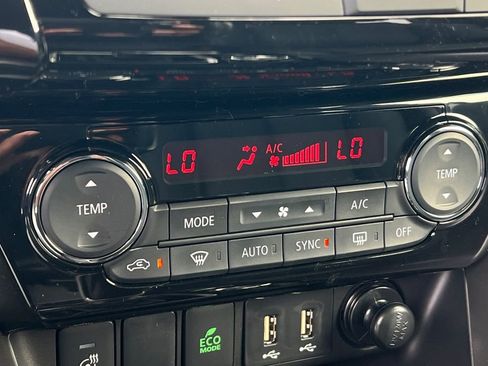 A/C
LO LO
TEMP MODE A/C TEMP
AUTO SYNC OFF
ECO
MODE